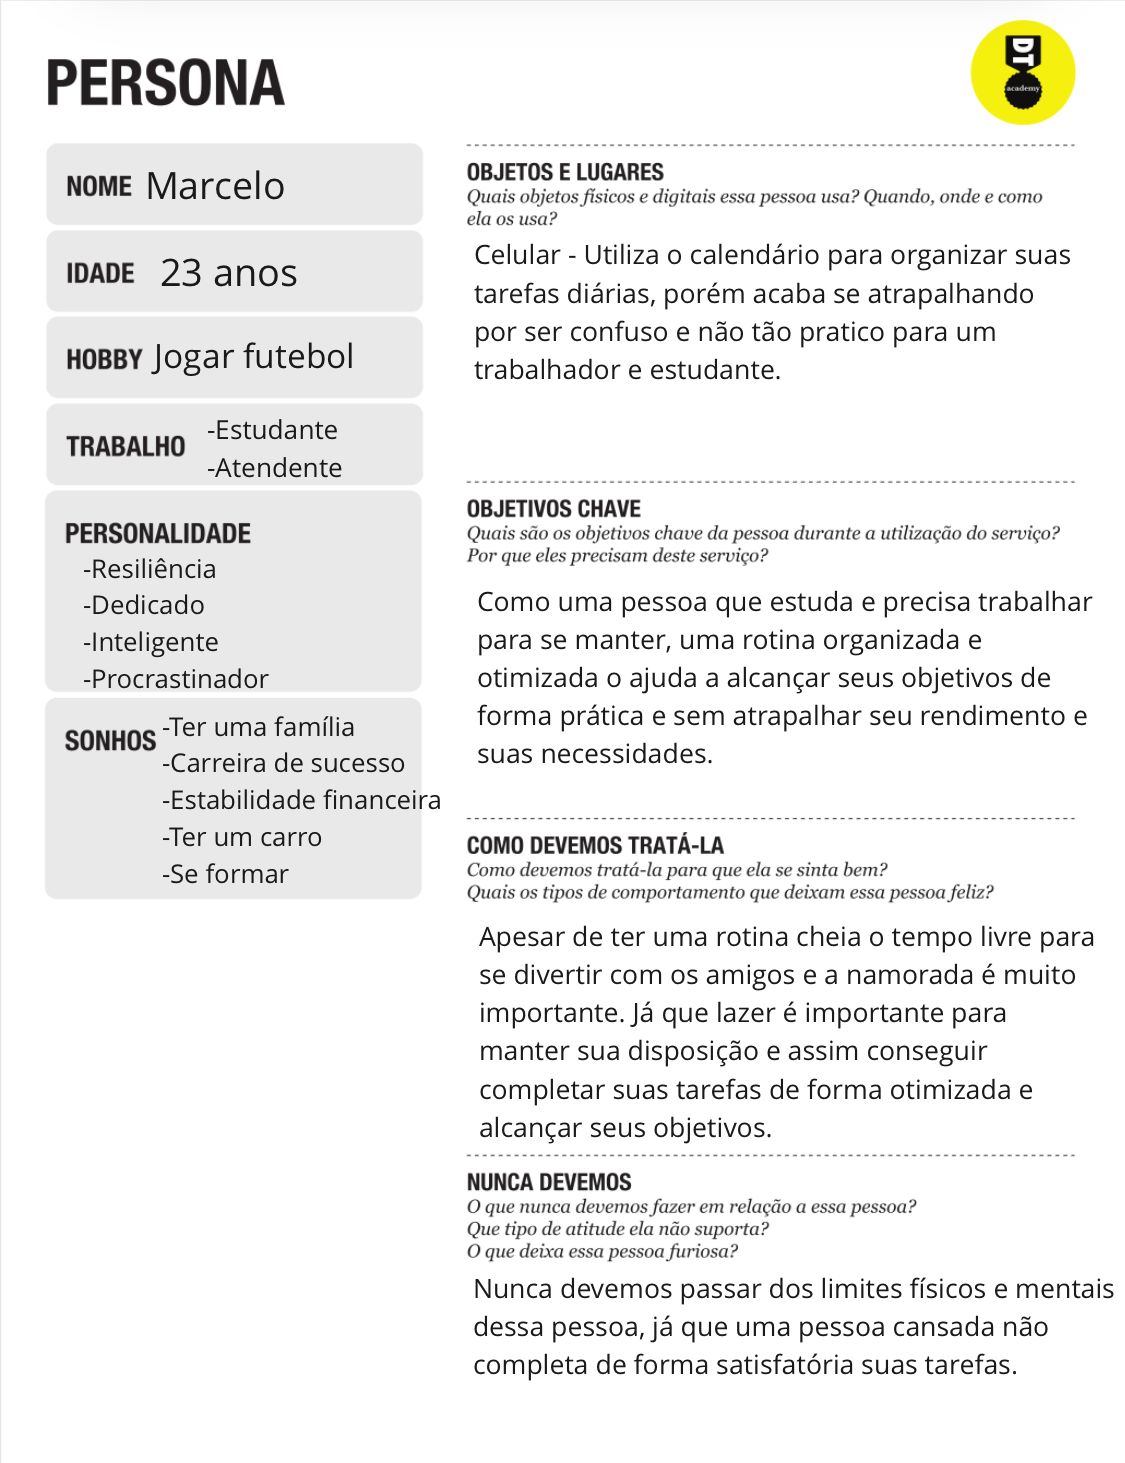 PERSONA
DT
academy
NOME Marcelo
IDADE 23 anos
HOBBY Jogar futebol
TRABALHO
-Estudante
-Atendente
PERSONALIDADE
-Resiliência
-Dedicado
-Inteligente
-Procrastinador
SONHOS
-Ter uma família
-Carreira de sucesso
-Estabilidade financeira
-Ter um carro
-Se formar
OBJETOS E LUGARES
Quais objetos físicos e digitais essa pessoa usa? Quando, onde e como
ela os usa?
Celular - Utiliza o calendário para organizar suas
tarefas diárias, porém acaba se atrapalhando
por ser confuso e não tão pratico para um
trabalhador e estudante.
OBJETIVOS CHAVE
Quais são os objetivos chave da pessoa durante a utilização do serviço?
Por que eles precisam deste serviço?
Como uma pessoa que estuda e precisa trabalhar
para se manter, uma rotina organizada e
otimizada o ajuda a alcançar seus objetivos de
forma prática e sem atrapalhar seu rendimento e
suas necessidades.
COMO DEVEMOS TRATÁ-LA
Como devemos tratá-la para que ela se sinta bem?
Quais os tipos de comportamento que deixam essa pessoa feliz?
Apesar de ter uma rotina cheia o tempo livre para
se divertir com os amigos e a namorada é muito
importante. Já que lazer é importante para
manter sua disposição e assim conseguir
completar suas tarefas de forma otimizada e
alcançar seus objetivos.
NUNCA DEVEMOS
O que nunca devemos fazer em relação a essa pessoa?
Que tipo de atitude ela não suporta?
O que deixa essa pessoa furiosa?
Nunca devemos passar dos limites físicos e mentais
dessa pessoa, já que uma pessoa cansada não
completa de forma satisfatória suas tarefas.